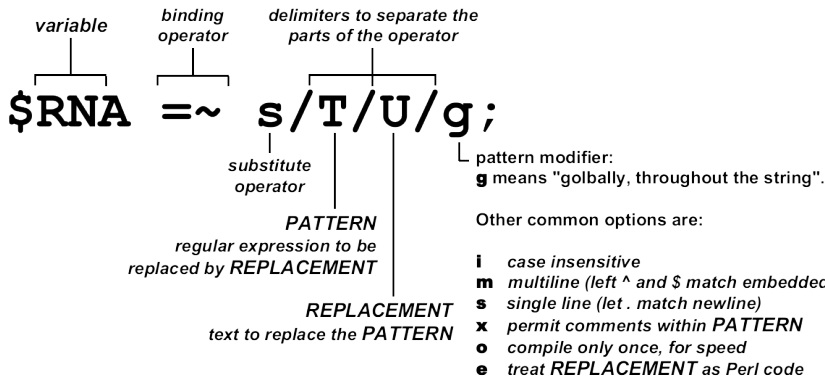 variable
binding
operator
delimiters to separate the
parts of the operator
$RNA =~ s/T/U/g;
substitute
operator
pattern modifier:
g means "golbally, throughout the string".
PATTERN
regular expression to be
replaced by REPLACEMENT
REPLACEMENT
text to replace the PATTERN
Other common options are:
i case insensitive
m multiline (left ^ and $ match embedded
s single line (let . match newline)
x permit comments within PATTERN
o compile only once, for speed
e treat REPLACEMENT as Perl code